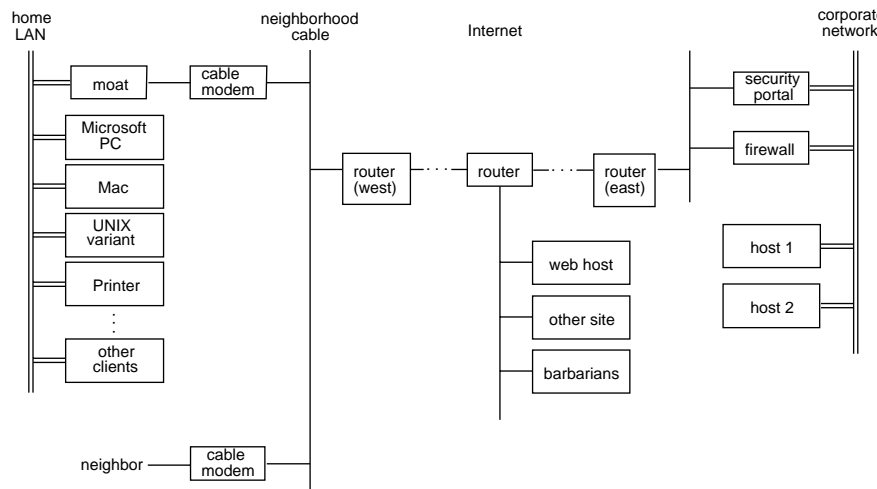 home
LAN
neighborhood
cable
Internet
corporate
network
moat
cable
modem
security
portal
Microsoft
PC
firewall
router
(west)
router
router
(east)
Mac
UNIX
variant
web host
host 1
Printer
other site
host 2
other
clients
barbarians
neighbor
cable
modem